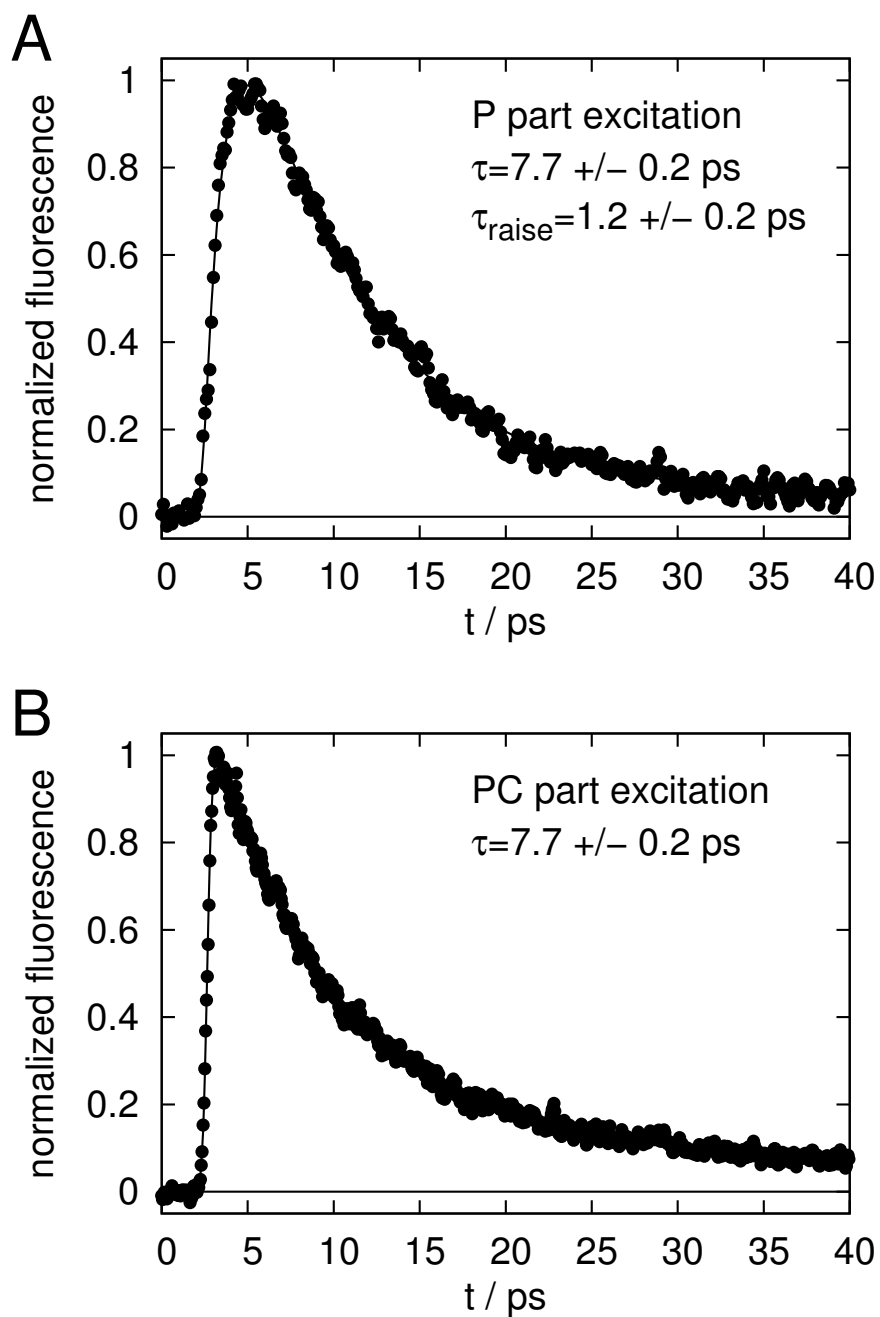 A
normalized fluorescence
1
0.8
0.6
0.4
0.2
0
P part excitation
τ=7.7 +/− 0.2 ps
τraise=1.2 +/− 0.2 ps
0 5 10 15 20 25 30 35 40
t / ps
B
normalized fluorescence
1
0.8
0.6
0.4
0.2
0
PC part excitation
τ=7.7 +/− 0.2 ps
0 5 10 15 20 25 30 35 40
t / ps